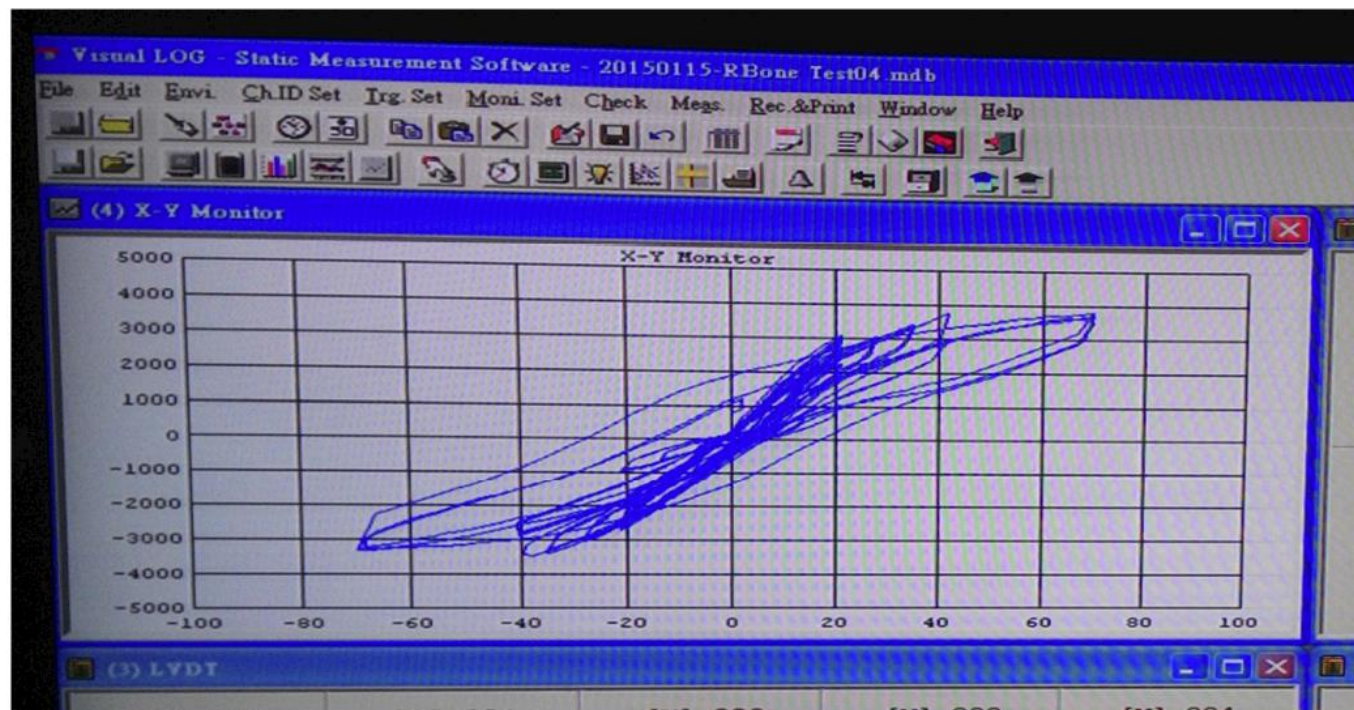 Visual LOG - Static Measurement Software - 20150115-RBone Test04.mdb
File Edit Envi. Ch.ID Set Trg. Set Moni. Set Check Meas. Rec.&Print Window Help
(4) X-Y Monitor
X-Y Monitor
5000
4000
3000
2000
1000
0
-1000
-2000
-3000
-4000
-5000
-100 -80 -60 -40 -20 0 20 40 60 80 100
(3) LVDT